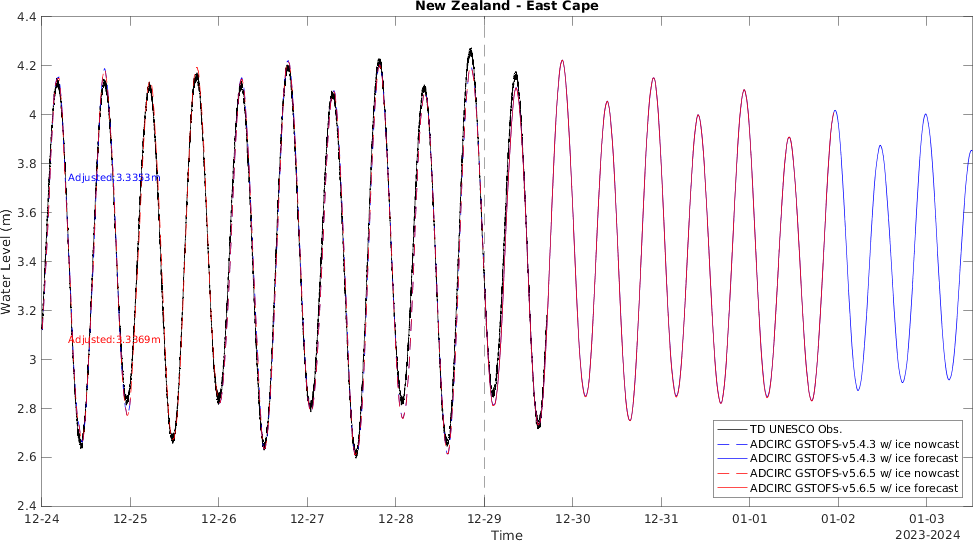 New Zealand - East Cape
4.4
4.2
4
3.8
3.6
3.4
3.2
3
2.8
2.6
2.4
Water Level (m)
Adjusted:3.3353m
Adjusted:3.3369m
TD UNESCO Obs.
ADCIRC GSTOFS-v5.4.3 w/ ice nowcast
ADCIRC GSTOFS-v5.4.3 w/ ice forecast
ADCIRC GSTOFS-v5.6.5 w/ ice nowcast
ADCIRC GSTOFS-v5.6.5 w/ ice forecast
12-24 12-25 12-26 12-27 12-28 12-29 12-30 12-31 01-01 01-02 01-03
Time
2023-2024